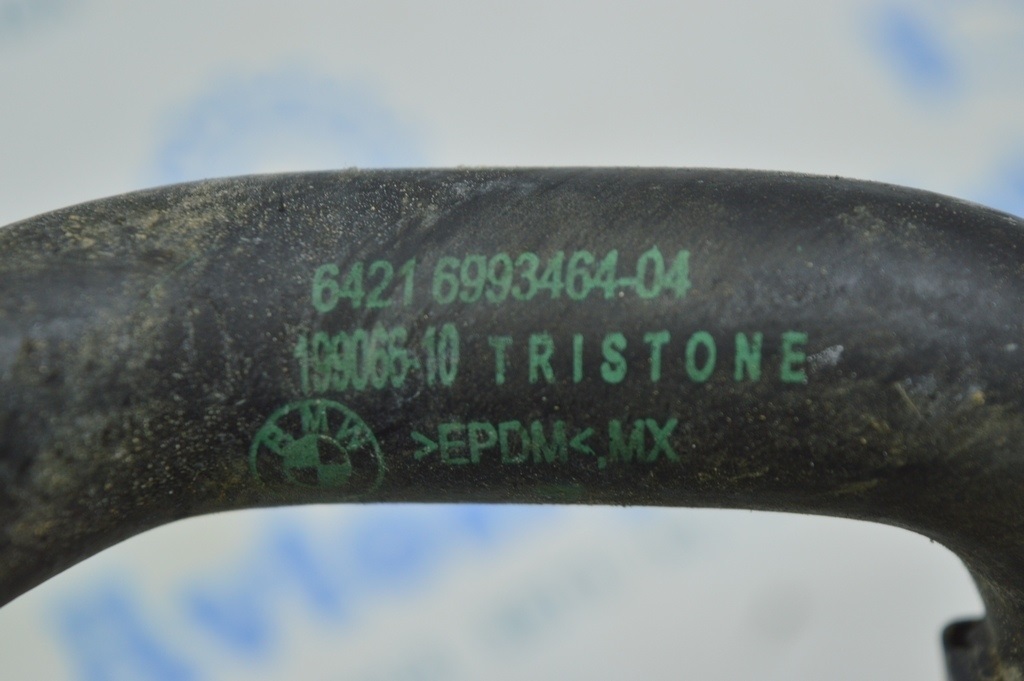 6421 6993464-04
199066-10 TRISTONE
BMW >EPDM<,MX